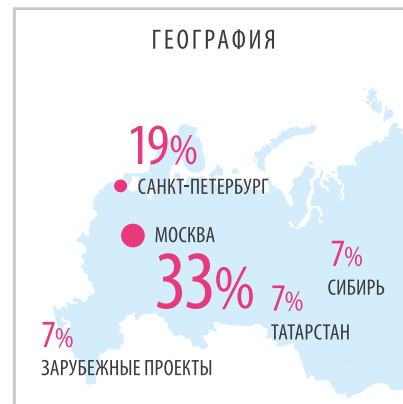 ГЕОГРАФИЯ
19%
САНКТ-ПЕТЕРБУРГ
МОСКВА
33%
7%
СИБИРЬ
7%
ТАТАРСТАН
7%
ЗАРУБЕЖНЫЕ ПРОЕКТЫ